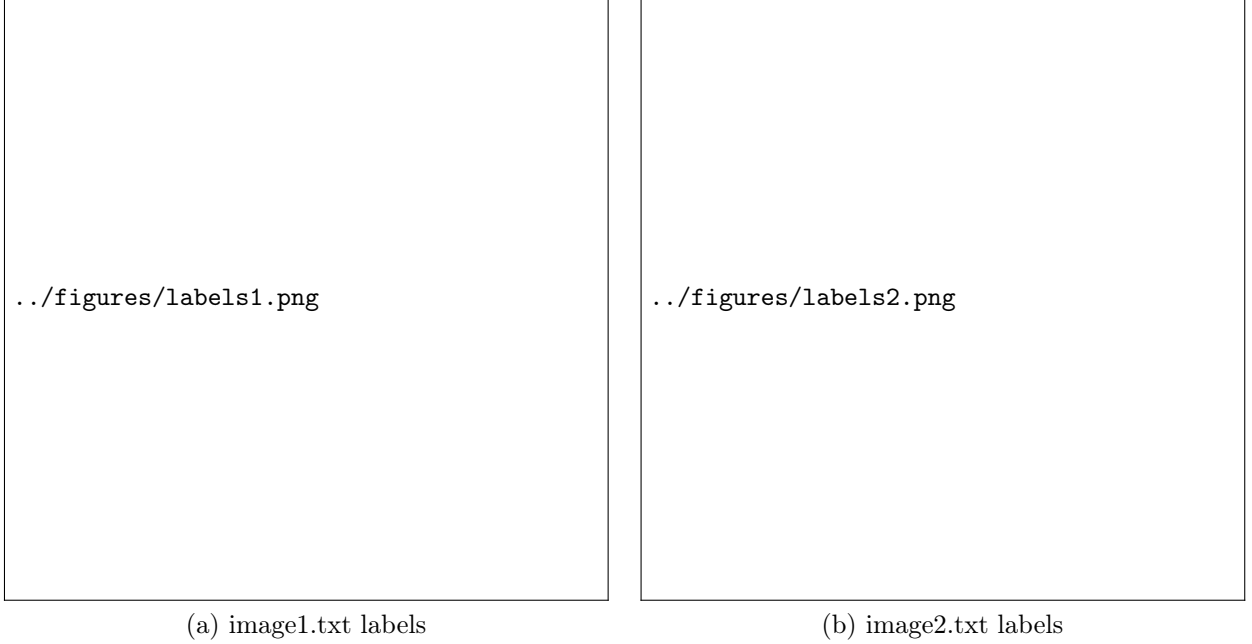 ../figures/labels1.png
../figures/labels2.png
(a) image1.txt labels
(b) image2.txt labels